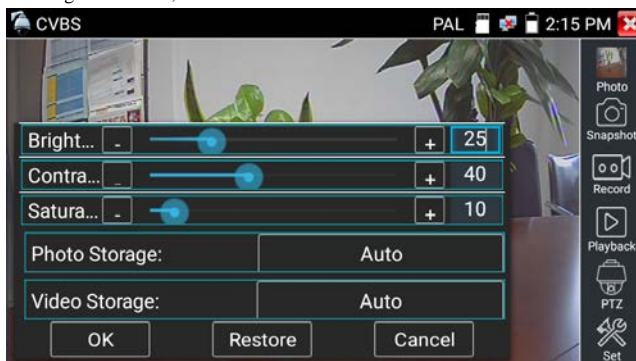 CVBS PAL 2:15 PM
Photo
Snapshot
Bright... - + 25
Contra... - + 40
Record
Satura... - + 10
Playback
Photo Storage: Auto
Video Storage: Auto
PTZ
OK Restore Cancel
Set